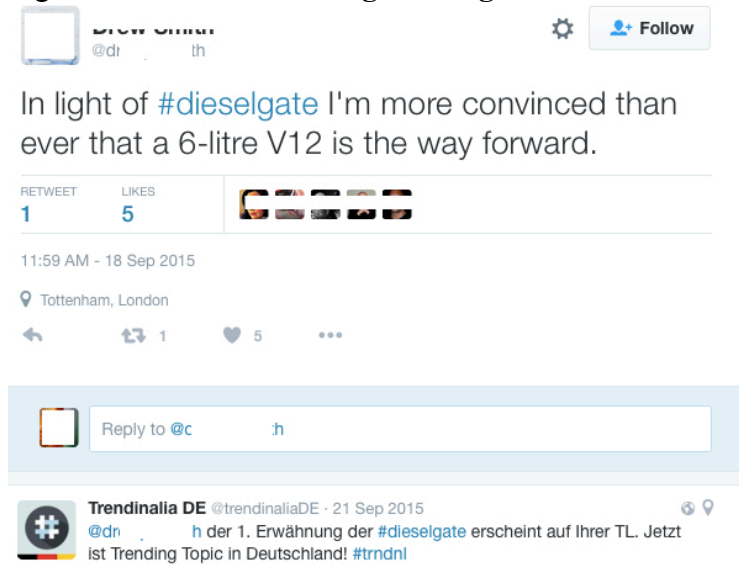 @dr th
Follow
In light of #dieselgate I'm more convinced than
ever that a 6-litre V12 is the way forward.
RETWEET LIKES
1 5
11:59 AM - 18 Sep 2015
Tottenham, London
1 5
Reply to @c :h
Trendinalia DE @trendinaliaDE · 21 Sep 2015
@dr h der 1. Erwähnung der #dieselgate erscheint auf Ihrer TL. Jetzt
ist Trending Topic in Deutschland! #trndnl